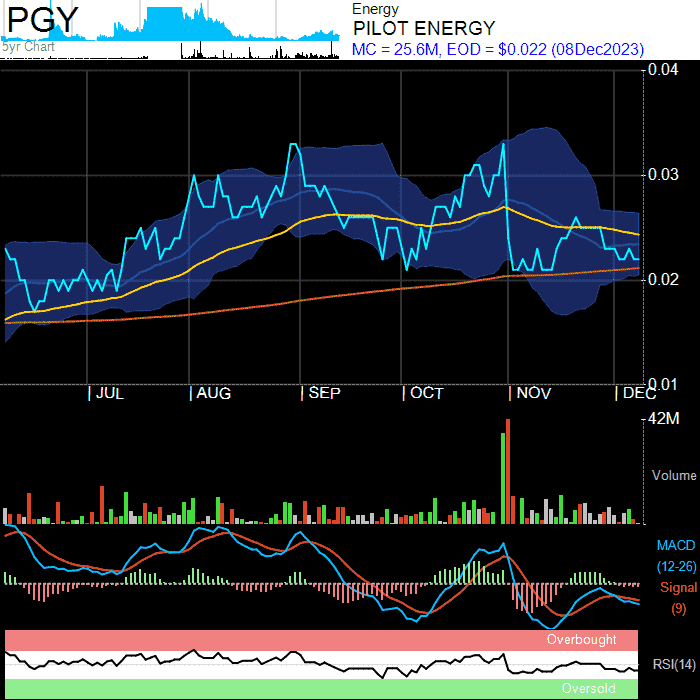 PGY
5yr Chart
Energy
PILOT ENERGY
MC = 25.6M, EOD = $0.022 (08Dec2023)
0.04
0.03
0.02
0.01
| JUL | AUG | SEP | OCT | NOV | DEC
42M
Volume
MACD
(12-26)
Signal
(9)
Overbought
RSI(14)
Oversold